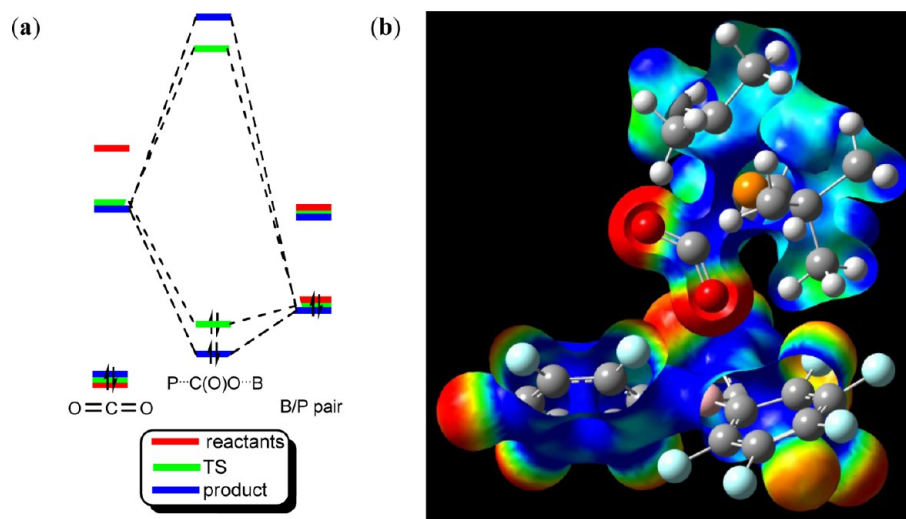 (a)
(b)
P···C(O)O···B
O=C=O
B/P pair
reactants
TS
product